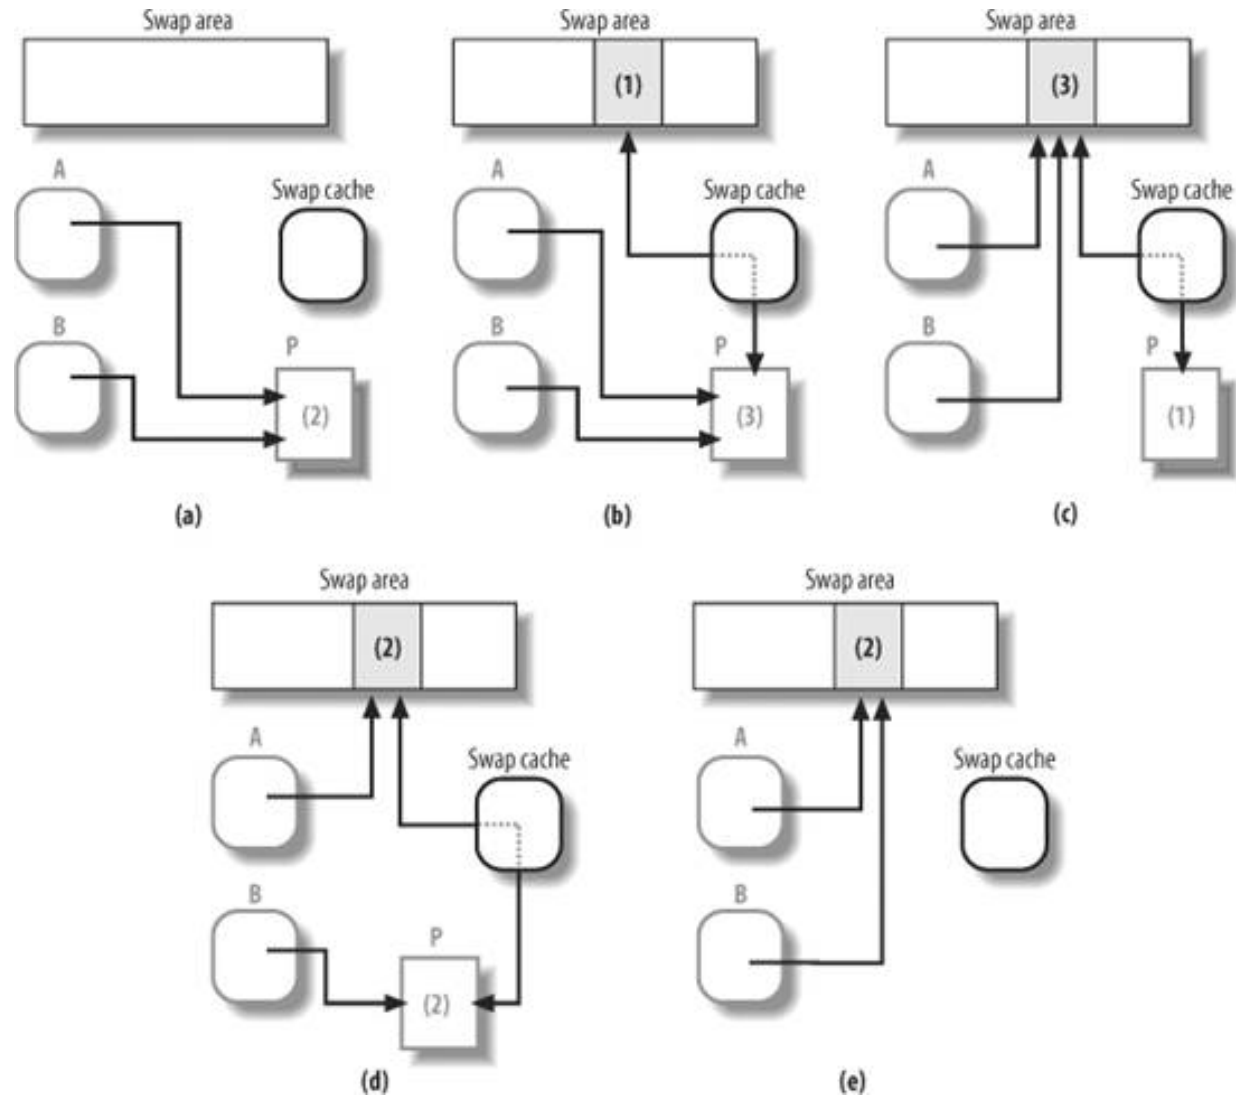 Swap area
Swap area
Swap area
(1)
(3)
A
A
A
Swap cache
Swap cache
Swap cache
B
B
B
P
P
P
(2)
(3)
(1)
(a)
(b)
(c)
Swap area
Swap area
(2)
(2)
A
A
Swap cache
Swap cache
B
B
P
(2)
(d)
(e)